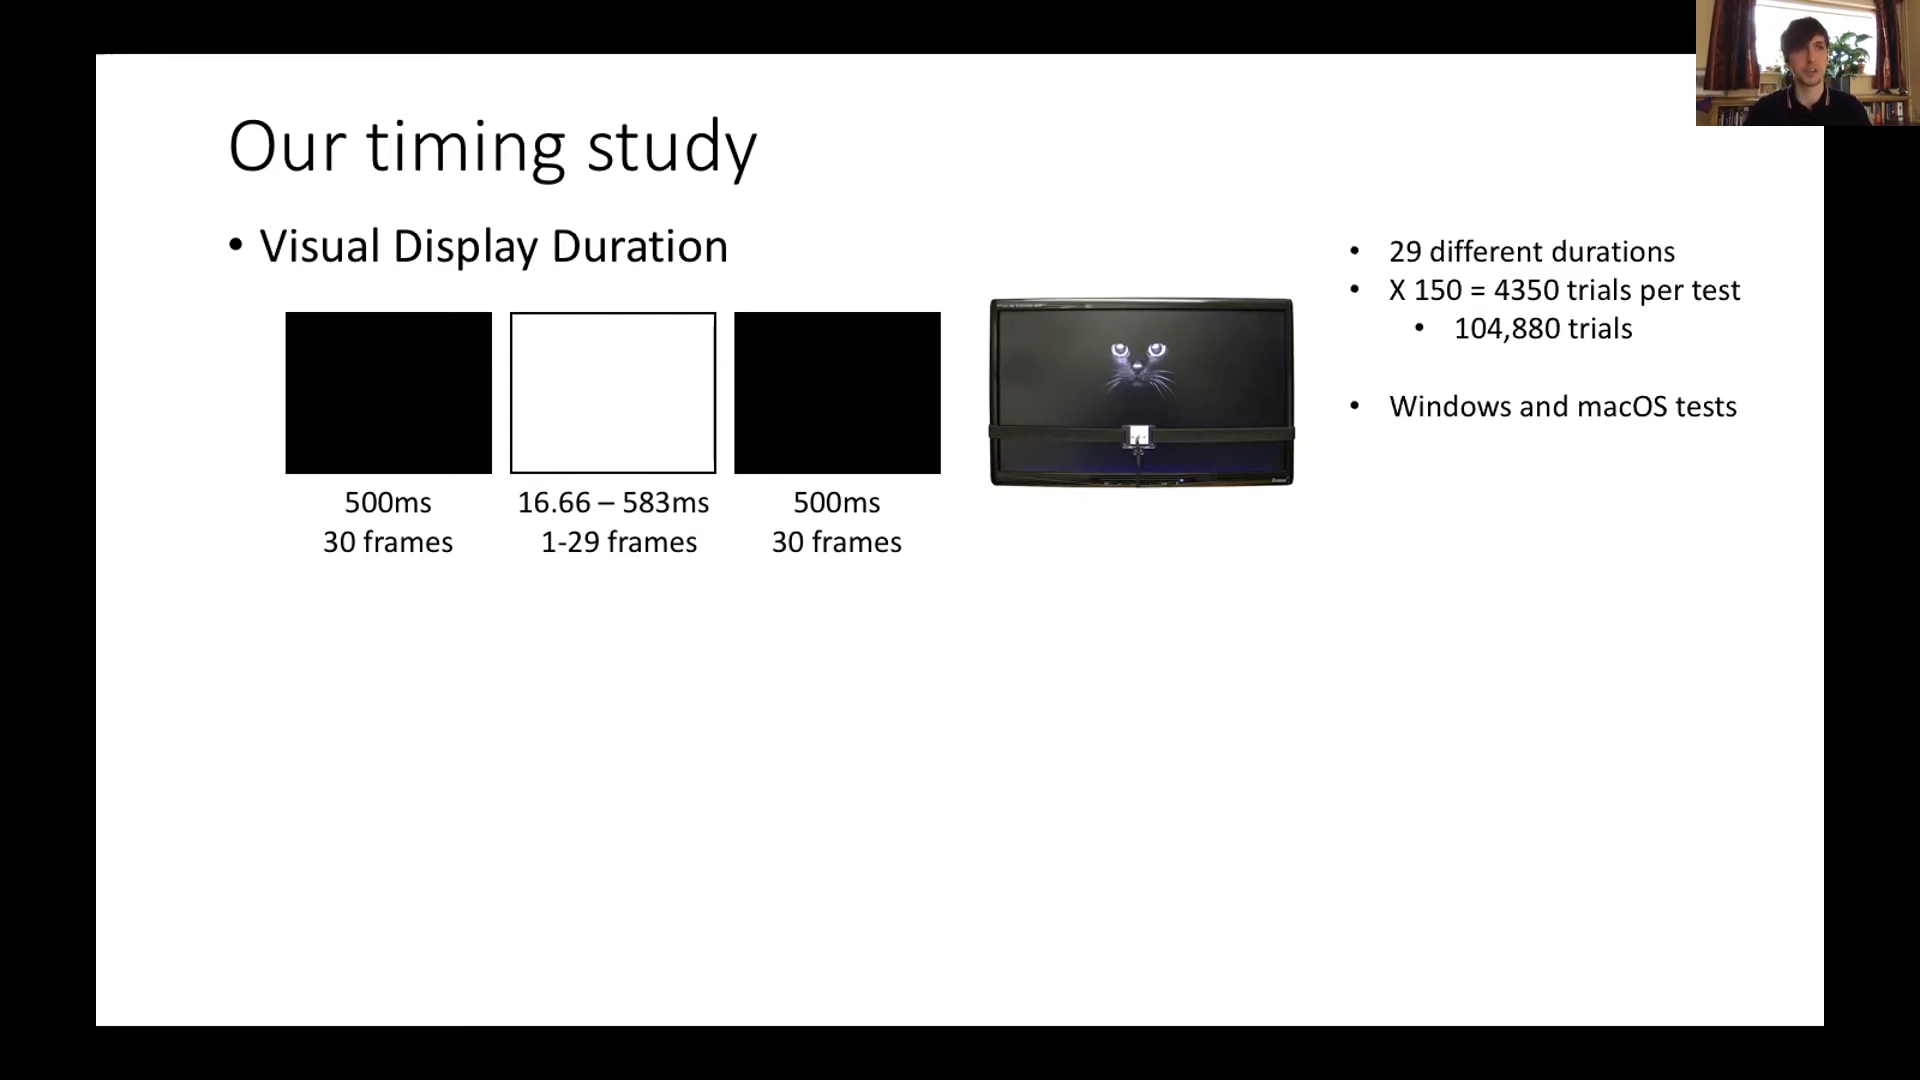 Our timing study
• Visual Display Duration
500ms
30 frames
16.66 – 583ms
1-29 frames
500ms
30 frames
• 29 different durations
• X 150 = 4350 trials per test
• 104,880 trials
• Windows and macOS tests